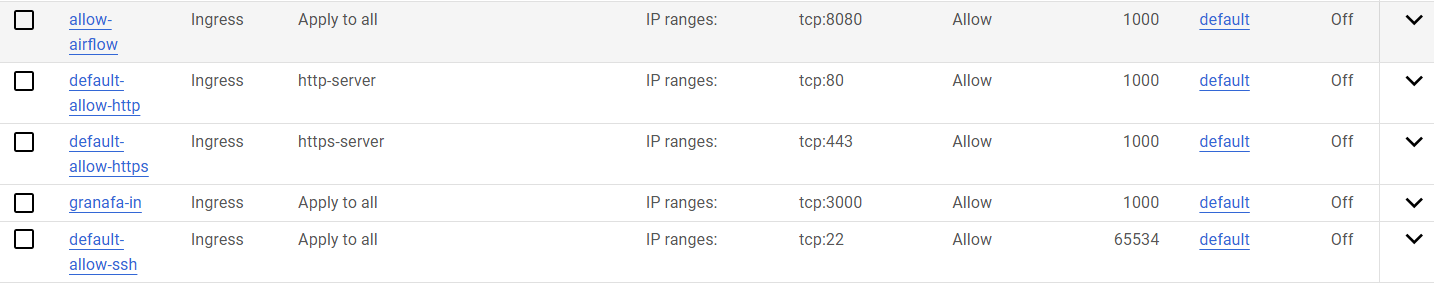 allow-airflow Ingress Apply to all IP ranges: tcp:8080 Allow 1000 default Off
default-allow-http Ingress http-server IP ranges: tcp:80 Allow 1000 default Off
default-allow-https Ingress https-server IP ranges: tcp:443 Allow 1000 default Off
granafa-in Ingress Apply to all IP ranges: tcp:3000 Allow 1000 default Off
default-allow-ssh Ingress Apply to all IP ranges: tcp:22 Allow 65534 default Off